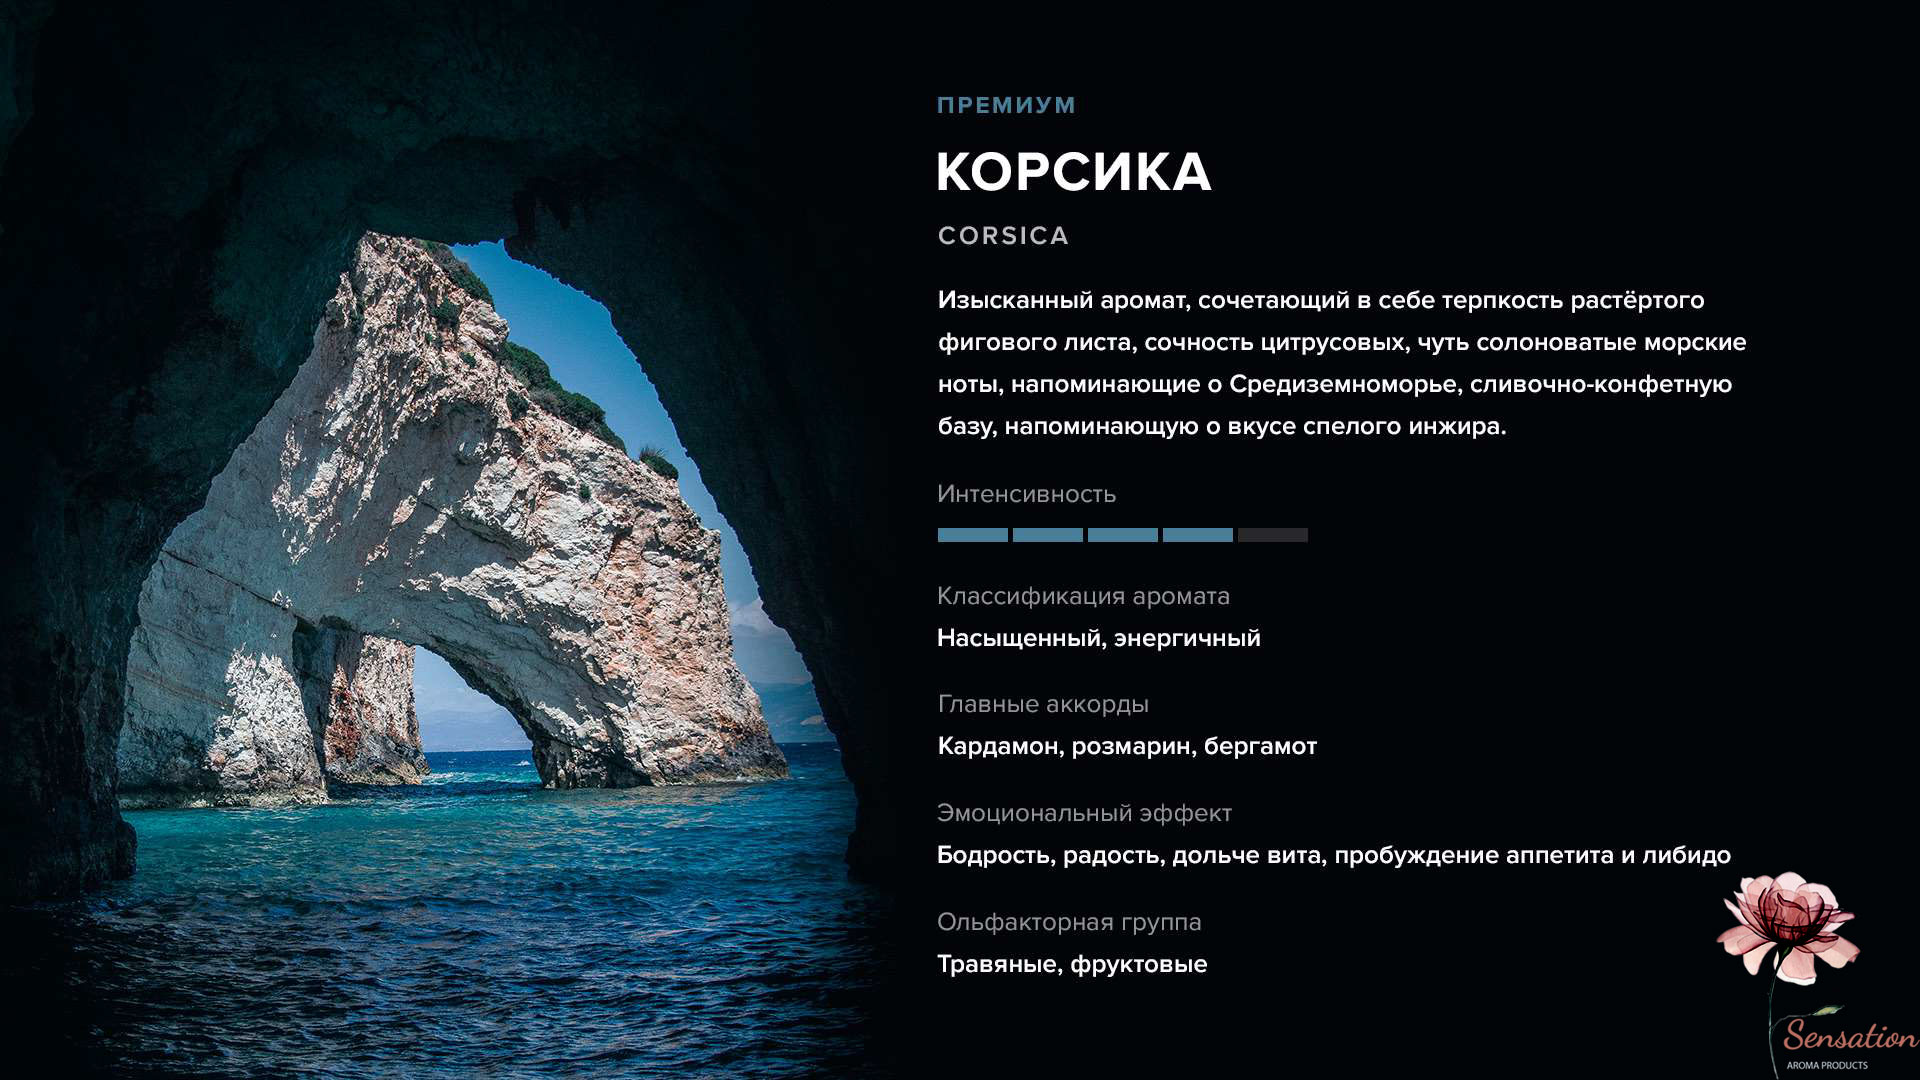 ПРЕМИУМ
КОРСИКА
CORSICA
Изысканный аромат, сочетающий в себе терпкость растёртого
фигового листа, сочность цитрусовых, чуть солоноватые морские
ноты, напоминающие о Средиземноморье, сливочно-конфетную
базу, напоминающую о вкусе спелого инжира.
Интенсивность
Классификация аромата
Насыщенный, энергичный
Главные аккорды
Кардамон, розмарин, бергамот
Эмоциональный эффект
Бодрость, радость, дольче вита, пробуждение аппетита и либидо
Ольфакторная группа
Травяные, фруктовые
Sensation
AROMA PRODUCTS